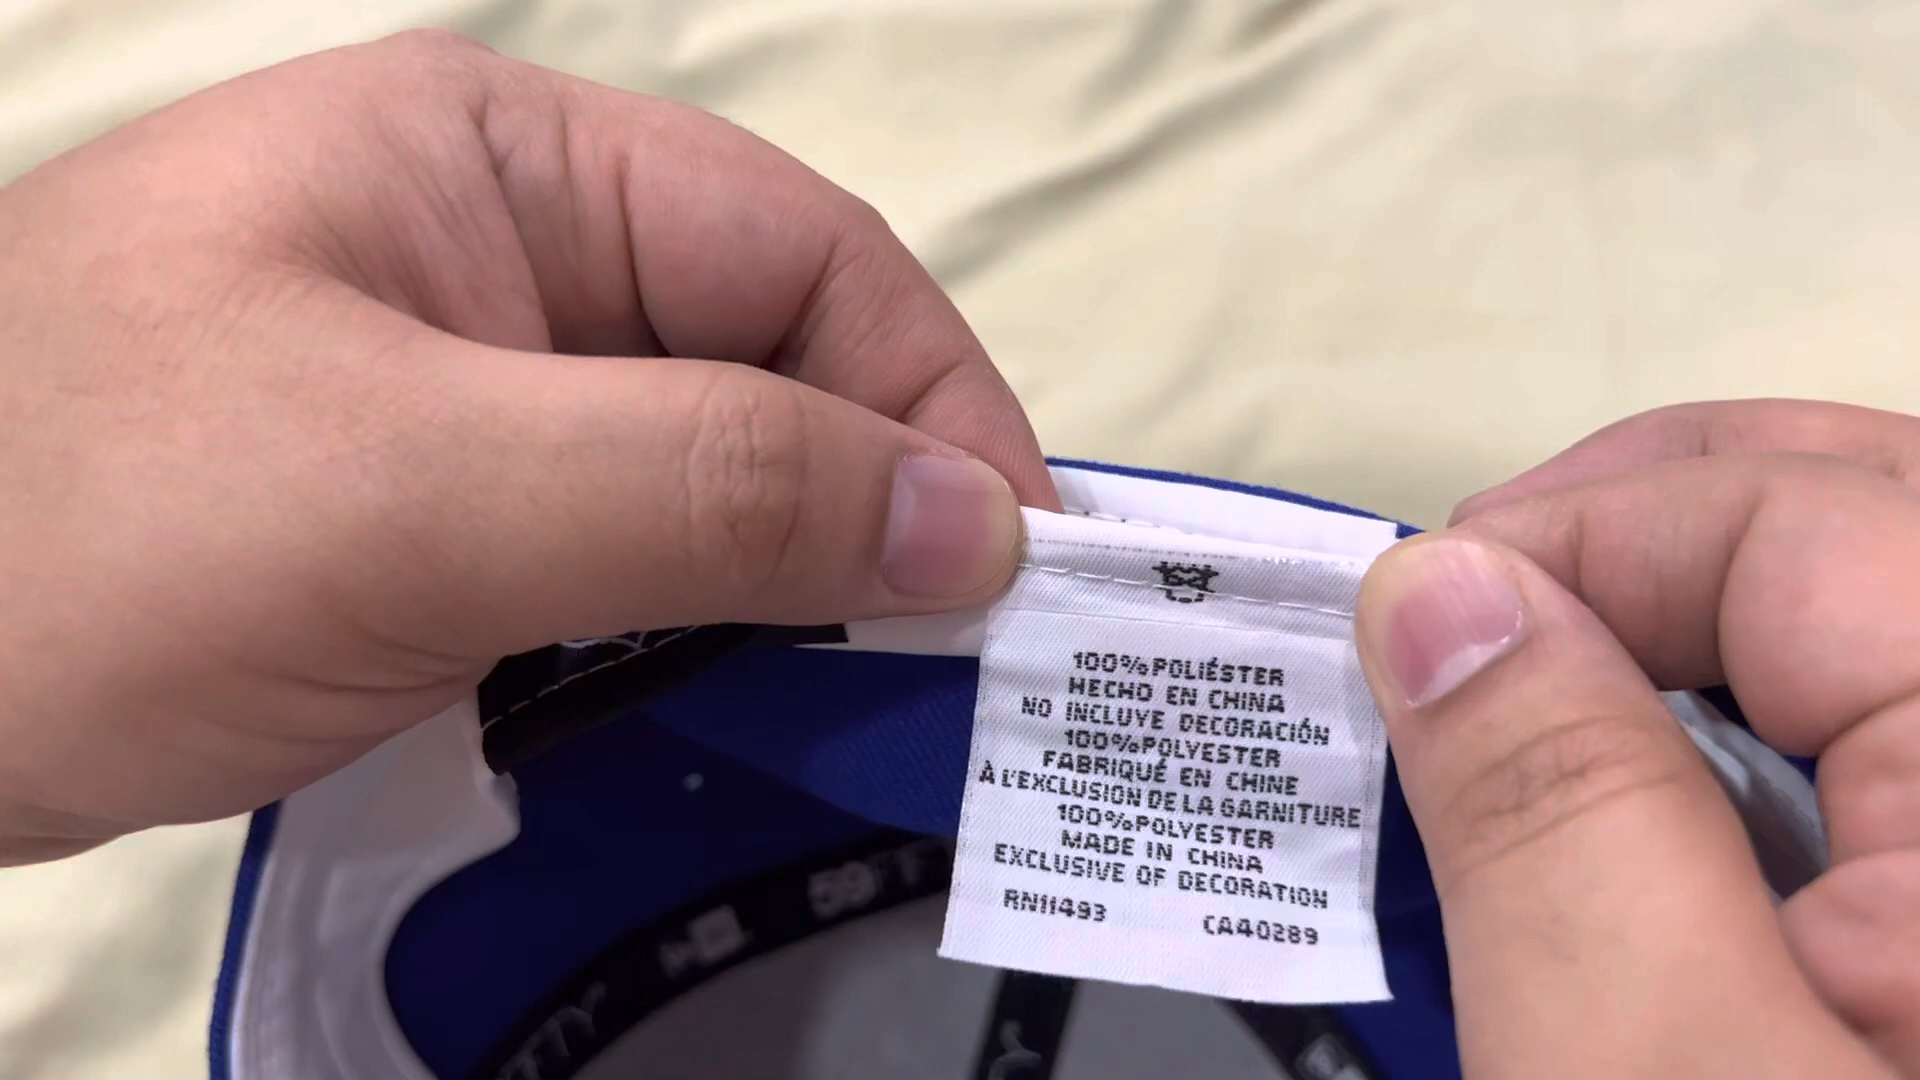 100%POLIÉSTER
HECHO EN CHINA
NO INCLUYE DECORACIÓN
100%POLYESTER
FABRIQUÉ EN CHINE
À L'EXCLUSION DE LA GARNITURE
100%POLYESTER
MADE IN CHINA
EXCLUSIVE OF DECORATION
RN11493 CA40289
59FIFTY